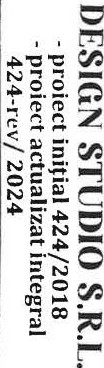 DESIGN STUDIO S.R.L.
- proiect inițial 424/2018
- proiect actualizat integral
424-rev/ 2024